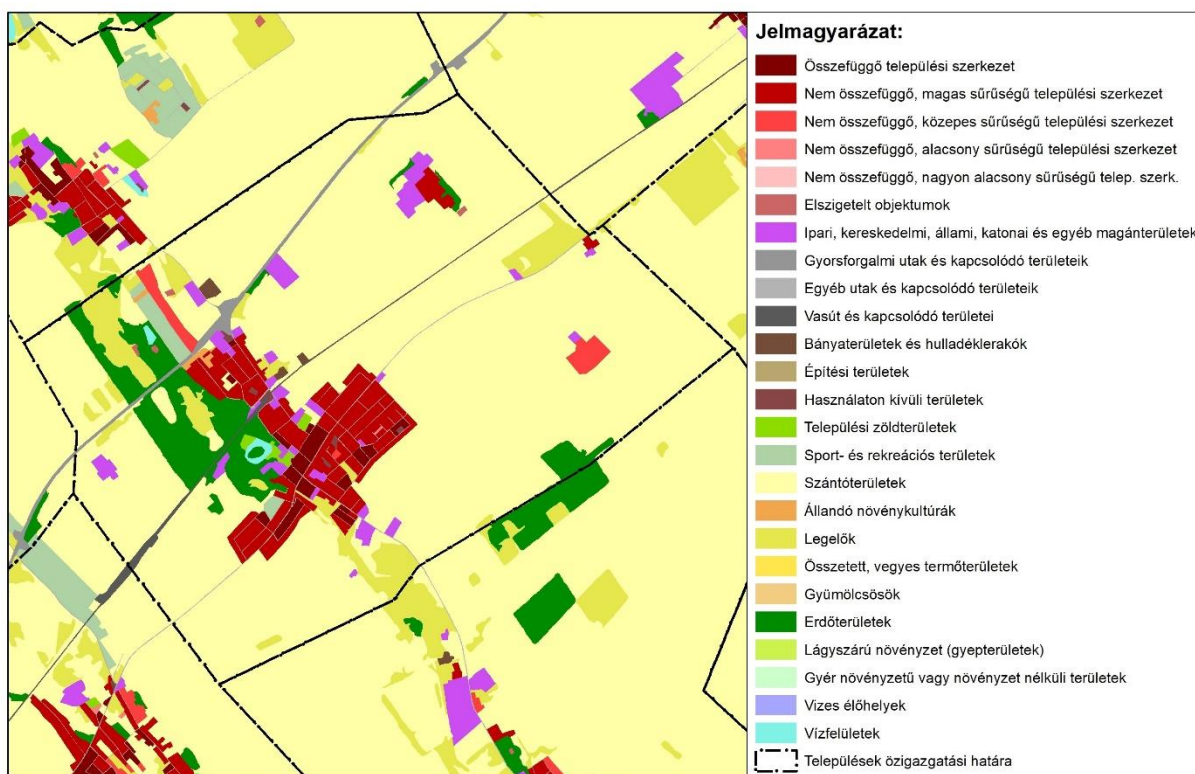 Jelmagyarázat:
Összefüggő települési szerkezet
Nem összefüggő, magas sűrűségű települési szerkezet
Nem összefüggő, közepes sűrűségű települési szerkezet
Nem összefüggő, alacsony sűrűségű települési szerkezet
Nem összefüggő, nagyon alacsony sűrűségű telep. szerk.
Elszigetelt objektumok
Ipari, kereskedelmi, állami, katonai és egyéb magánterületek
Gyorsforgalmi utak és kapcsolódó területeik
Egyéb utak és kapcsolódó területeik
Vasút és kapcsolódó területei
Bányaterületek és hulladéklerakók
Építési területek
Használaton kívüli területek
Települési zöldterületek
Sport- és rekreációs területek
Szántóterületek
Állandó növénykultúrák
Legelők
Összetett, vegyes termőterületek
Gyümölcsösök
Erdőterületek
Lágyszárú növényzet (gyepterületek)
Gyér növényzetű vagy növényzet nélküli területek
Vizes élőhelyek
Vízfelületek
Települések özigazgatási határa